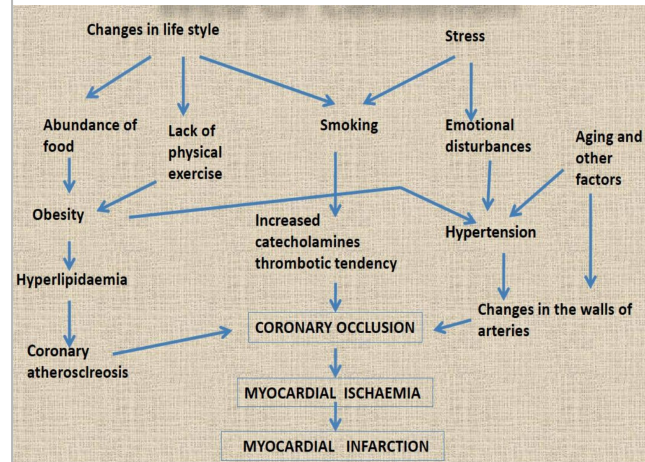 Changes in life style
Stress
Abundance of
food
Lack of
physical
exercise
Smoking
Emotional
disturbances
Aging and
other
factors
Obesity
Increased
catecholamines
thrombotic tendency
Hypertension
Hyperlipidaemia
Changes in the walls of
arteries
CORONARY OCCLUSION
Coronary
atherosclreosis
MYOCARDIAL ISCHAEMIA
MYOCARDIAL INFARCTION